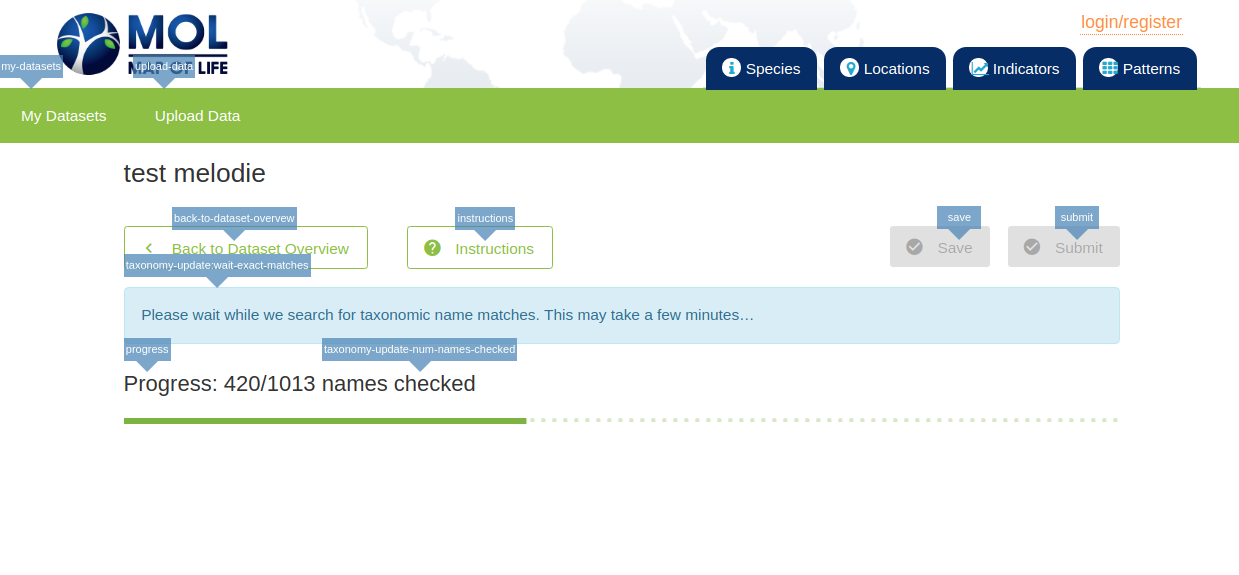 MOL
login/register
my-datasets
upload-data
MAP OF LIFE
Species
Locations
Indicators
Patterns
My Datasets
Upload Data
test melodie
back-to-dataset-overvew
instructions
save
submit
Back to Dataset Overview
Instructions
Save
Submit
taxonomy-update:wait-exact-matches
Please wait while we search for taxonomic name matches. This may take a few minutes…
progress
taxonomy-update-num-names-checked
Progress: 420/1013 names checked